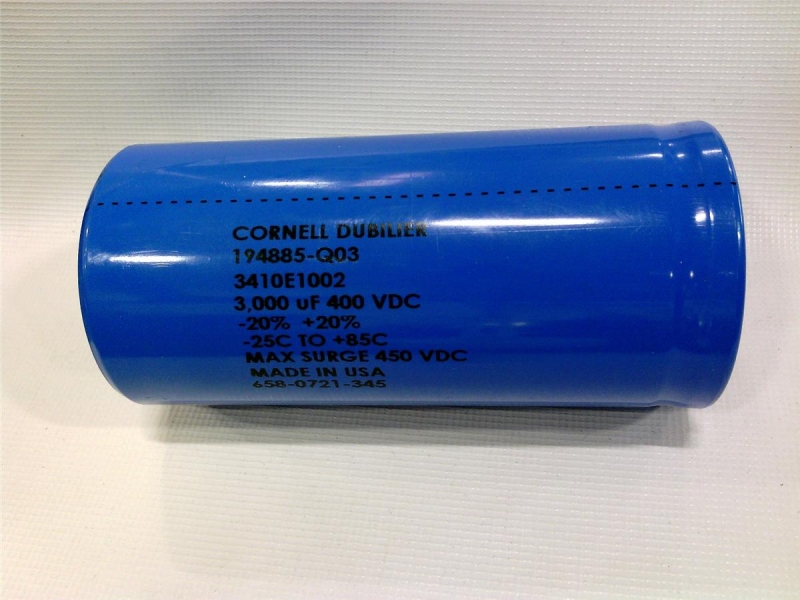 CORNELL DUBILIER
194885-Q03
3410E1002
3,000 uF 400 VDC
-20% +20%
-25C TO +85C
MAX SURGE 450 VDC
MADE IN USA
658-0721-345